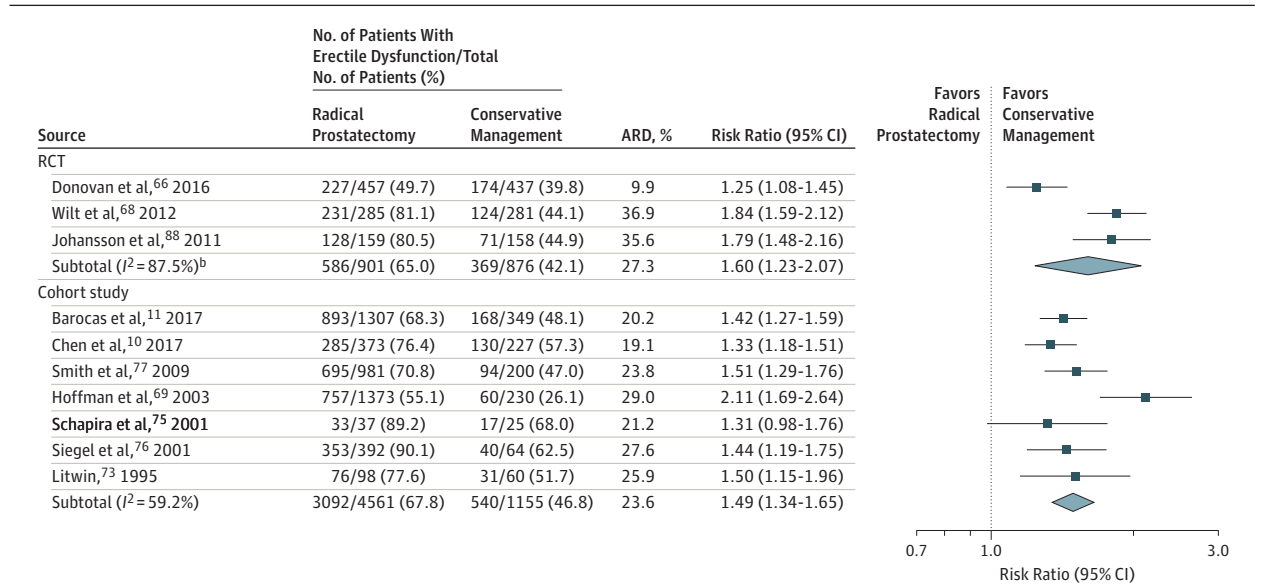 No. of Patients With
Erectile Dysfunction/Total
No. of Patients (%)
Favors Radical Prostatectomy
Favors Conservative Management
Source Radical Prostatectomy Conservative Management ARD, % Risk Ratio (95% CI)
RCT
Donovan et al,66 2016 227/457 (49.7) 174/437 (39.8) 9.9 1.25 (1.08-1.45)
Wilt et al,68 2012 231/285 (81.1) 124/281 (44.1) 36.9 1.84 (1.59-2.12)
Johansson et al,88 2011 128/159 (80.5) 71/158 (44.9) 35.6 1.79 (1.48-2.16)
Subtotal (I2 = 87.5%)b 586/901 (65.0) 369/876 (42.1) 27.3 1.60 (1.23-2.07)
Cohort study
Barocas et al,11 2017 893/1307 (68.3) 168/349 (48.1) 20.2 1.42 (1.27-1.59)
Chen et al,10 2017 285/373 (76.4) 130/227 (57.3) 19.1 1.33 (1.18-1.51)
Smith et al,77 2009 695/981 (70.8) 94/200 (47.0) 23.8 1.51 (1.29-1.76)
Hoffman et al,69 2003 757/1373 (55.1) 60/230 (26.1) 29.0 2.11 (1.69-2.64)
Schapira et al,75 2001 33/37 (89.2) 17/25 (68.0) 21.2 1.31 (0.98-1.76)
Siegel et al,76 2001 353/392 (90.1) 40/64 (62.5) 27.6 1.44 (1.19-1.75)
Litwin,73 1995 76/98 (77.6) 31/60 (51.7) 25.9 1.50 (1.15-1.96)
Subtotal (I2 = 59.2%) 3092/4561 (67.8) 540/1155 (46.8) 23.6 1.49 (1.34-1.65)
0.7 1.0 3.0
Risk Ratio (95% CI)